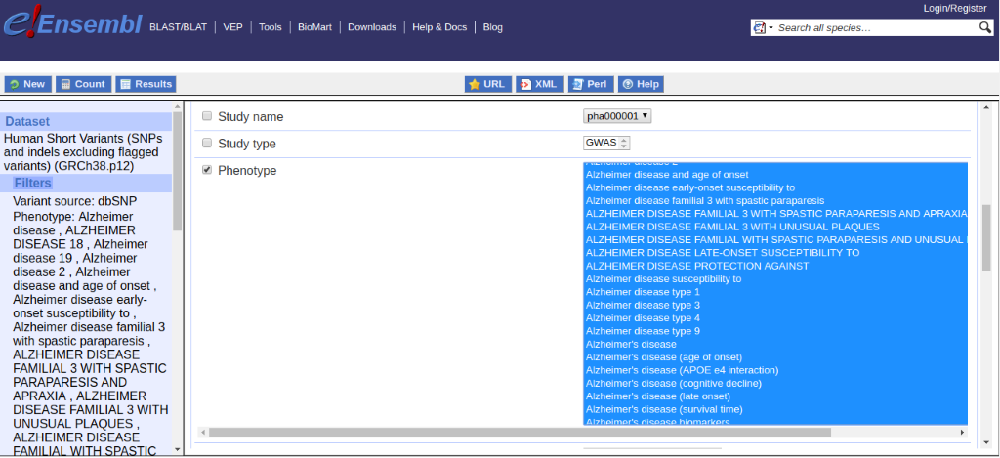 Login/Register
e!Ensembl BLAST/BLAT VEP Tools BioMart Downloads Help & Docs Blog
e! Search all species…
New Count Results URL XML Perl Help
Dataset
Human Short Variants (SNPs
and indels excluding flagged
variants) (GRCh38.p12)
Filters
Variant source: dbSNP
Phenotype: Alzheimer
disease , ALZHEIMER
DISEASE 18 , Alzheimer
disease 19 , Alzheimer
disease 2 , Alzheimer
disease and age of onset ,
Alzheimer disease early-
onset susceptibility to ,
Alzheimer disease familial 3
with spastic paraparesis ,
ALZHEIMER DISEASE
FAMILIAL 3 WITH SPASTIC
PARAPARESIS AND
APRAXIA , ALZHEIMER
DISEASE FAMILIAL 3 WITH
UNUSUAL PLAQUES ,
ALZHEIMER DISEASE
FAMILIAL WITH SPASTIC
Study name pha000001
Study type GWAS
Phenotype
Alzheimer disease 2
Alzheimer disease and age of onset
Alzheimer disease early-onset susceptibility to
Alzheimer disease familial 3 with spastic paraparesis
ALZHEIMER DISEASE FAMILIAL 3 WITH SPASTIC PARAPARESIS AND APRAXIA
ALZHEIMER DISEASE FAMILIAL 3 WITH UNUSUAL PLAQUES
ALZHEIMER DISEASE FAMILIAL WITH SPASTIC PARAPARESIS AND UNUSUAL
ALZHEIMER DISEASE LATE-ONSET SUSCEPTIBILITY TO
ALZHEIMER DISEASE PROTECTION AGAINST
Alzheimer disease susceptibility to
Alzheimer disease type 1
Alzheimer disease type 3
Alzheimer disease type 4
Alzheimer disease type 9
Alzheimer's disease
Alzheimer's disease (age of onset)
Alzheimer's disease (APOE e4 interaction)
Alzheimer's disease (cognitive decline)
Alzheimer's disease (late onset)
Alzheimer's disease (survival time)
Alzheimer's disease biomarkers